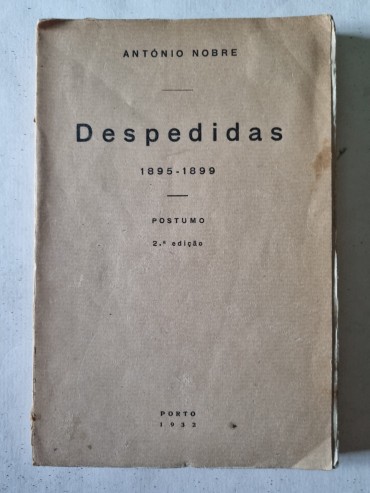 ANTÓNIO NOBRE
Despedidas
1895-1899
POSTUMO
2.ª edição
PORTO
1932